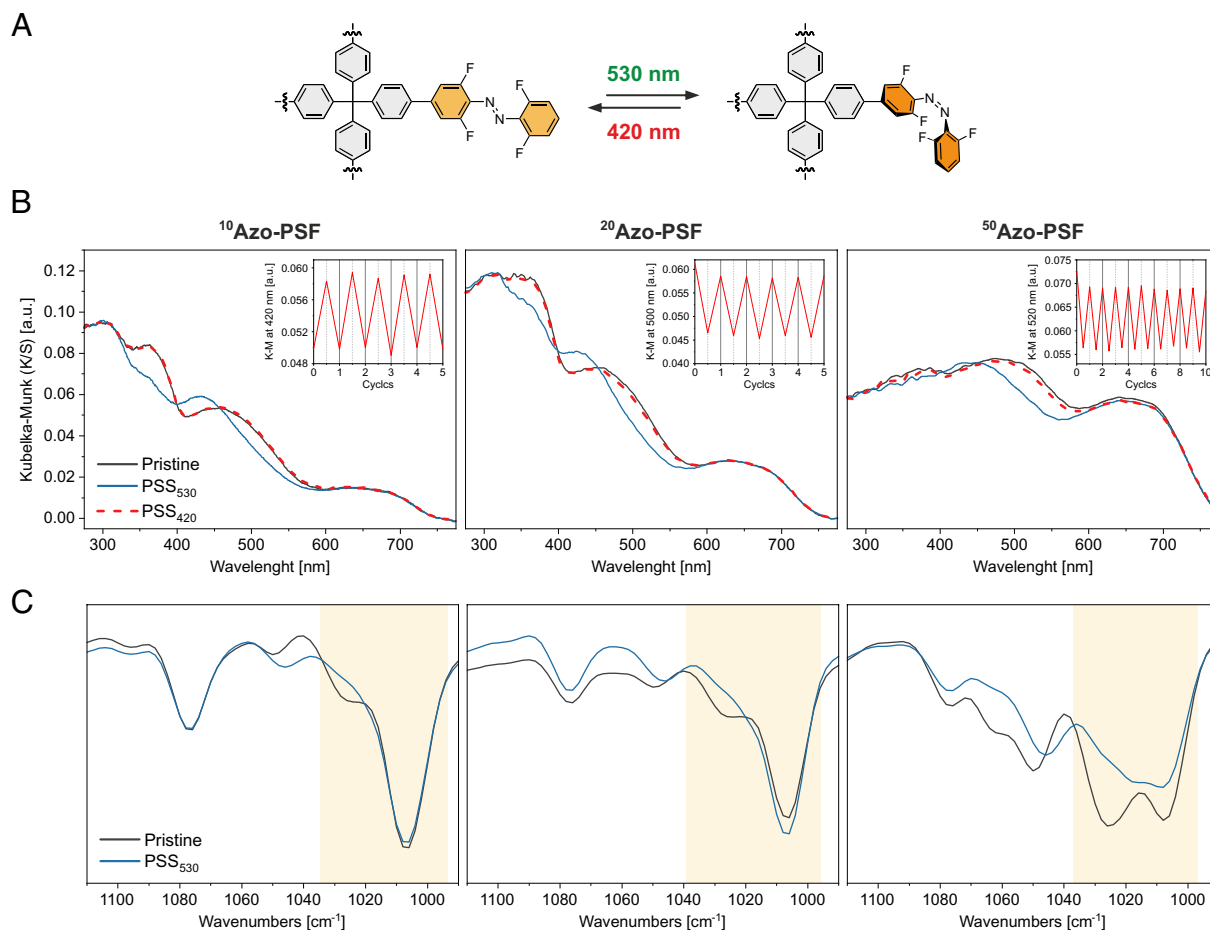 A
F
F
F
F
N
N
530 nm
420 nm
F
F
N
N
F
F
B
¹⁰Azo-PSF
²⁰Azo-PSF
⁵⁰Azo-PSF
Kubelka-Munk (K/S) [a.u.]
0.12
0.10
0.08
0.06
0.04
0.02
0.00
Pristine
PSS₅₃₀
PSS₄₂₀
K-M at 420 nm [a.u.]
0.060
0.056
0.052
0.048
0 1 2 3 4 5
Cyclcs
K-M at 500 nm [a.u.]
0.060
0.055
0.050
0.045
0.040
0 1 2 3 4 5
Cyclcs
K-M at 520 nm [a.u.]
0.075
0.070
0.065
0.060
0.055
0 2 4 6 8 10
Cyclcs
300 400 500 600 700
300 400 500 600 700
300 400 500 600 700
Wavelenght [nm]
Wavelenght [nm]
Wavelenght [nm]
C
Pristine
PSS₅₃₀
1100 1080 1060 1040 1020 1000
1100 1080 1060 1040 1020 1000
1100 1080 1060 1040 1020 1000
Wavenumbers [cm⁻¹]
Wavenumbers [cm⁻¹]
Wavenumbers [cm⁻¹]